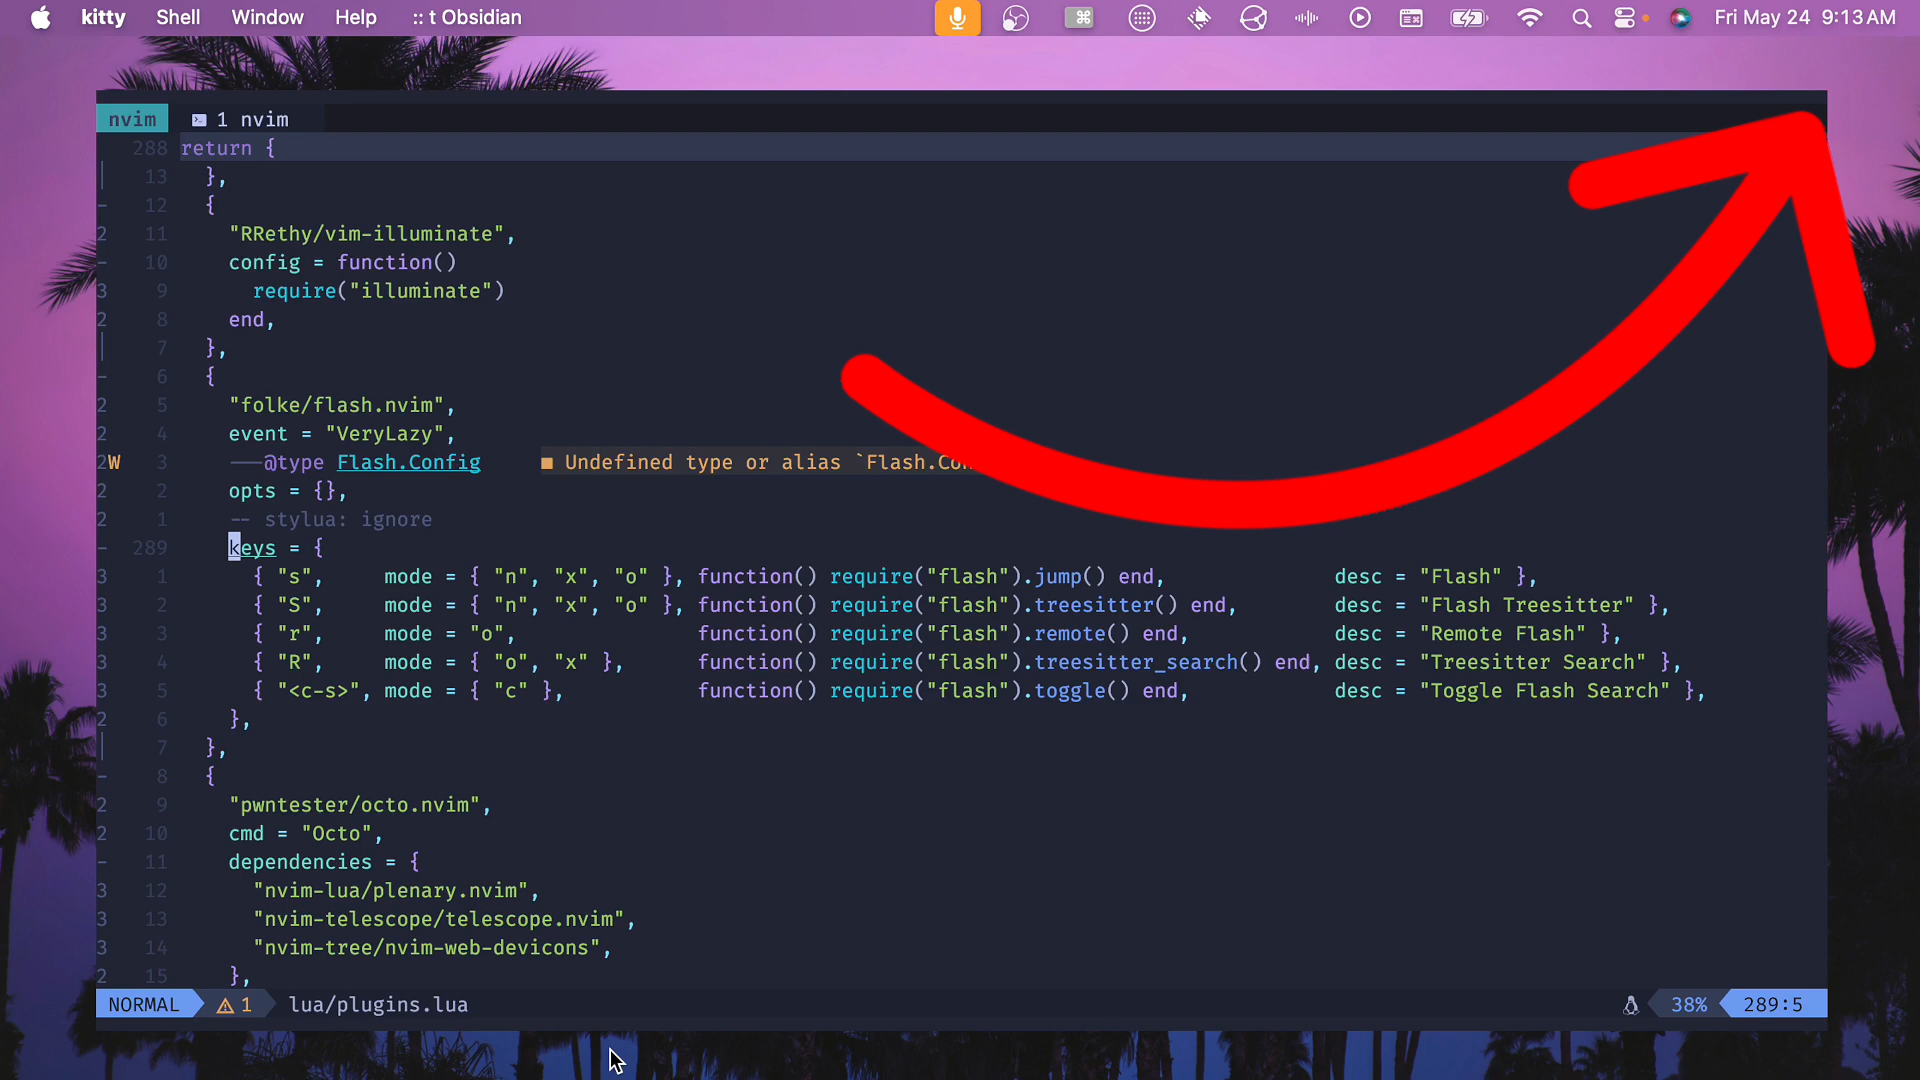 kitty Shell Window Help :: t Obsidian Fri May 24 9:13 AM
nvim 1 nvim
288 return {
13 },
12 {
2 11 "RRethy/vim-illuminate",
10 config = function()
3 9 require("illuminate")
2 8 end,
7 },
6 {
2 5 "folke/flash.nvim",
2 4 event = "VeryLazy",
2W 3 ---@type Flash.Config ■ Undefined type or alias `Flash.Con
2 2 opts = {},
2 1 -- stylua: ignore
289 keys = {
3 1 { "s", mode = { "n", "x", "o" }, function() require("flash").jump() end, desc = "Flash" },
3 2 { "S", mode = { "n", "x", "o" }, function() require("flash").treesitter() end, desc = "Flash Treesitter" },
3 3 { "r", mode = "o", function() require("flash").remote() end, desc = "Remote Flash" },
3 4 { "R", mode = { "o", "x" }, function() require("flash").treesitter_search() end, desc = "Treesitter Search" },
3 5 { "<c-s>", mode = { "c" }, function() require("flash").toggle() end, desc = "Toggle Flash Search" },
2 6 },
7 },
8 {
2 9 "pwntester/octo.nvim",
2 10 cmd = "Octo",
11 dependencies = {
3 12 "nvim-lua/plenary.nvim",
3 13 "nvim-telescope/telescope.nvim",
3 14 "nvim-tree/nvim-web-devicons",
2 15 },
NORMAL 1 lua/plugins.lua 38% 289:5